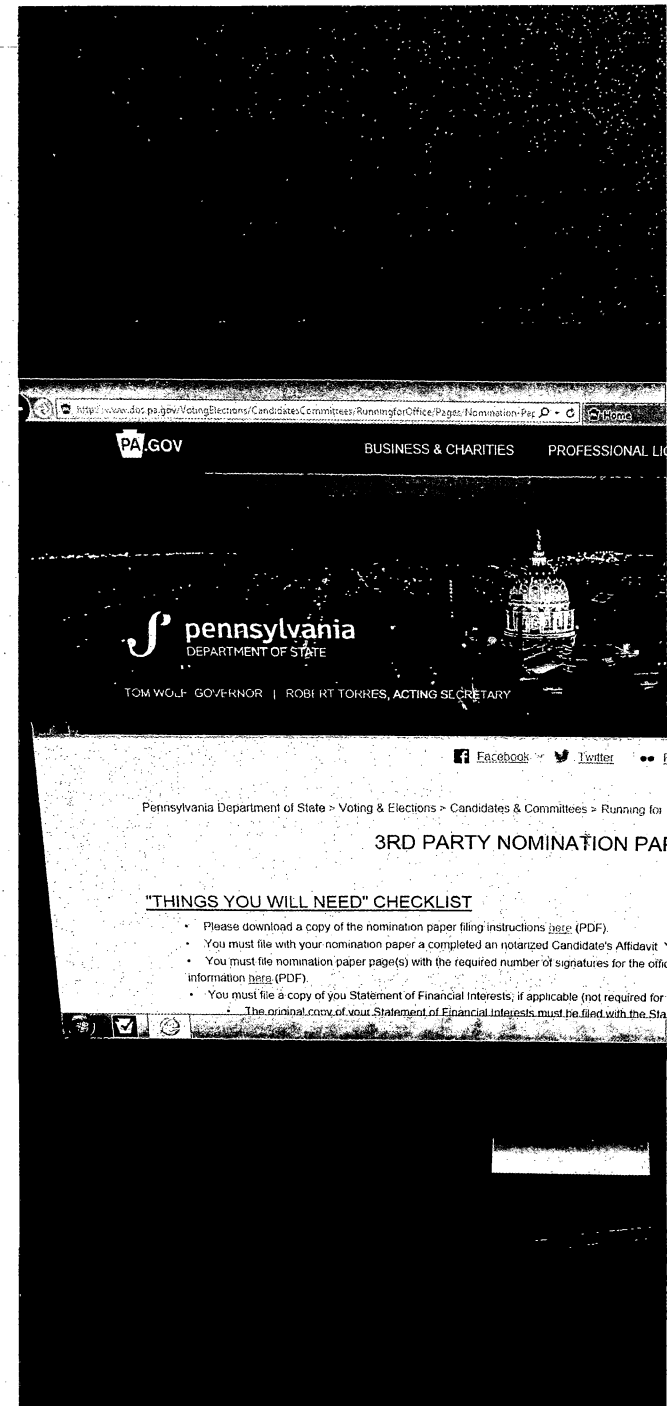 http://www.dos.pa.gov/VotingElections/CandidatesCommittees/RunningforOffice/Pages/Nomination-Pap
Home
PA.GOV BUSINESS & CHARITIES PROFESSIONAL LIC
pennsylvania
DEPARTMENT OF STATE
TOM WOLF GOVERNOR | ROBERT TORRES, ACTING SECRETARY
Facebook Twitter
Pennsylvania Department of State > Voting & Elections > Candidates & Committees > Running for
3RD PARTY NOMINATION PAP
"THINGS YOU WILL NEED" CHECKLIST
• Please download a copy of the nomination paper filing instructions here (PDF).
• You must file with your nomination paper a completed an notarized Candidate's Affidavit
• You must file nomination paper page(s) with the required number of signatures for the offic
information here (PDF).
• You must file a copy of you Statement of Financial Interests, if applicable (not required for
• The original copy of your Statement of Financial Interests must be filed with the Sta